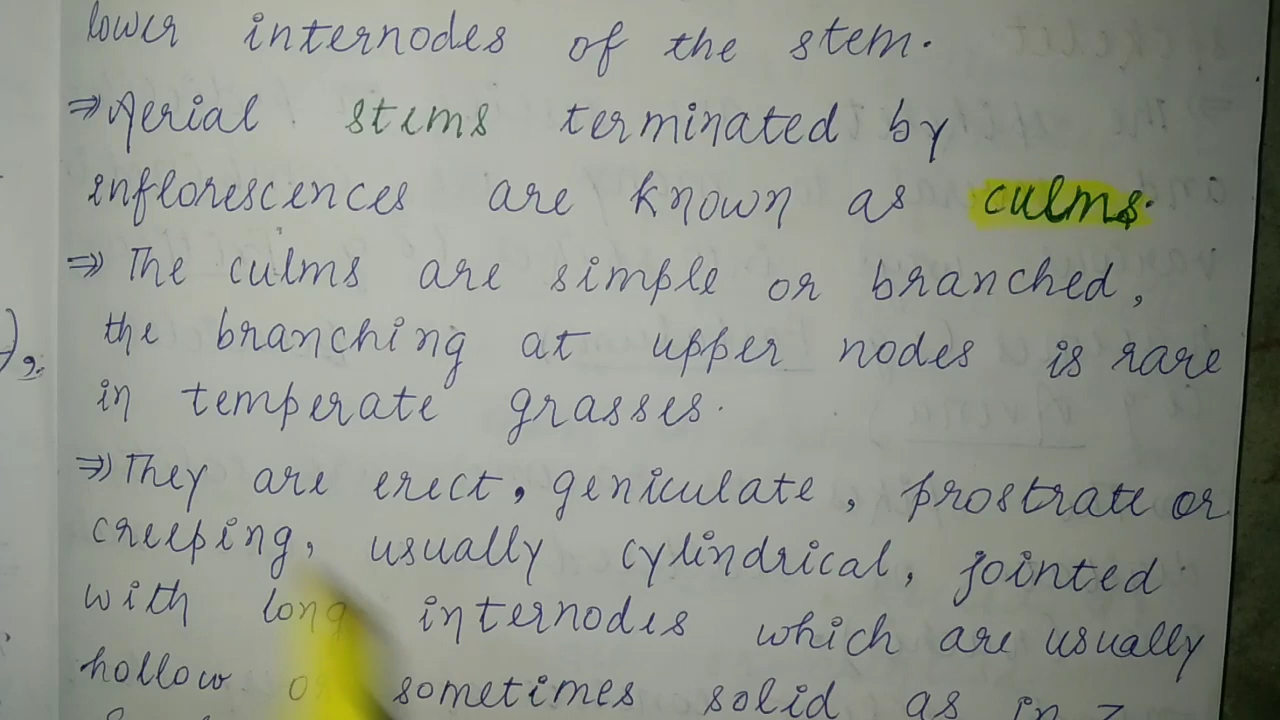 lower internodes of the stem.
⇒ Aerial stems terminated by
inflorescences are known as culms.
⇒ The culms are simple or branched,
the branching at upper nodes is rare
in temperate grasses.
⇒ They are erect, geniculate, prostrate or
creeping, usually cylindrical, jointed
with long internodes which are usually
hollow or sometimes solid as in